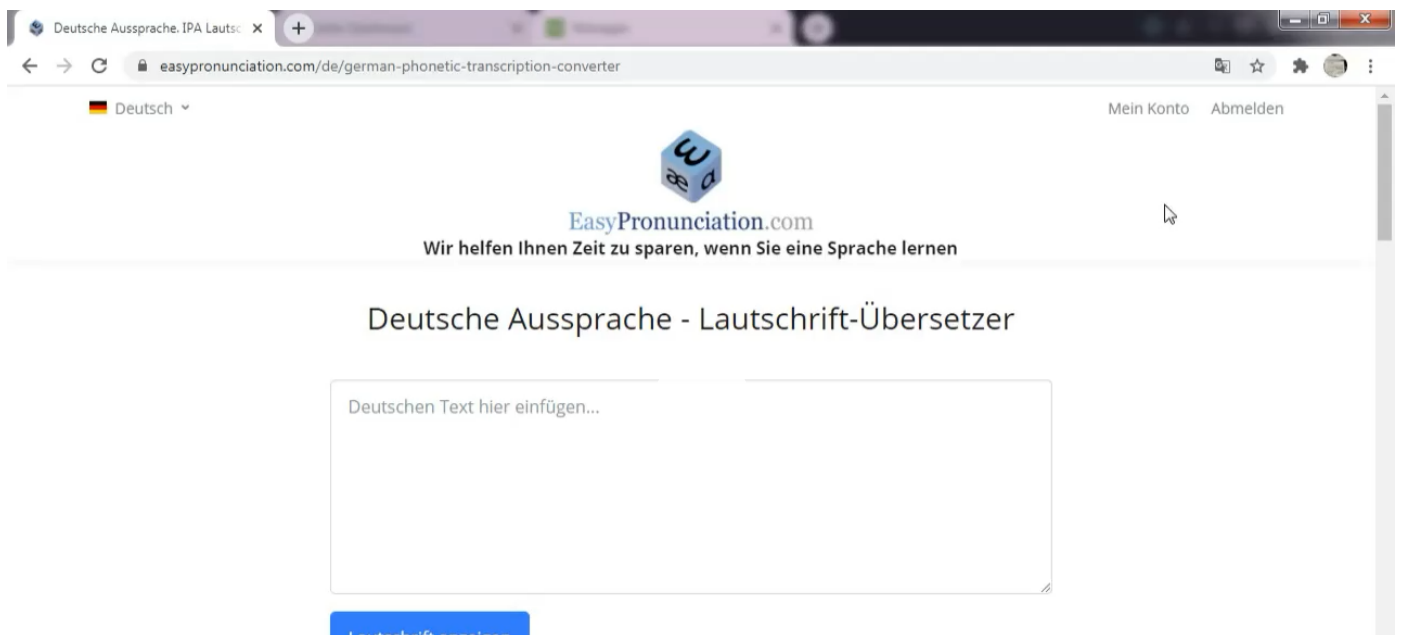 Deutsche Aussprache. IPA Lautsc
easypronunciation.com/de/german-phonetic-transcription-converter
Deutsch
Mein Konto Abmelden
ω
æ ɑ
EasyPronunciation.com
Wir helfen Ihnen Zeit zu sparen, wenn Sie eine Sprache lernen
Deutsche Aussprache - Lautschrift-Übersetzer
Deutschen Text hier einfügen...